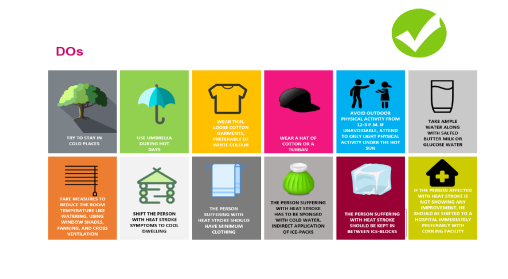 DOs
TRY TO STAY IN
COLD PLACES
USE UMBRELLA
DURING HOT
DAYS
WEAR THIN,
LOOSE COTTON
GARMENTS,
PREFERABLY OF
WHITE COLOUR
WEAR A HAT OF
COTTON OR A
TURBAN
AVOID OUTDOOR
PHYSICAL ACTIVITY FROM
12-3 P.M. IF
UNAVOIDABLE, ATTEND
TO ONLY LIGHT PHYSICAL
ACTIVITY UNDER THE HOT
SUN
TAKE AMPLE
WATER ALONG
WITH SALTED
BUTTER MILK OR
GLUCOSE WATER
TAKE MEASURES TO
REDUCE THE ROOM
TEMPERATURE LIKE
WATERING, USING
WINDOW SHADES,
FANNING, AND CROSS
VENTILATION
SHIFT THE PERSON
WITH HEAT STROKE
SYMPTOMS TO COOL
DWELLING
THE PERSON
SUFFERING WITH
HEAT STROKE SHOULD
HAVE MINIMUM
CLOTHING
THE PERSON SUFFERING
WITH HEAT STROKE
HAS TO BE SPONGED
WITH COLD WATER,
INDIRECT APPLICATION
OF ICE-PACKS
THE PERSON SUFFERING
WITH HEAT STROKE
SHOULD BE KEPT IN
BETWEEN ICE-BLOCKS
IF THE PERSON AFFECTED
WITH HEAT STROKE IS
NOT SHOWING ANY
IMPROVEMENT, HE
SHOULD BE SHIFTED TO A
HOSPITAL IMMEDIATELY
PREFERABLY WITH
COOLING FACILITY